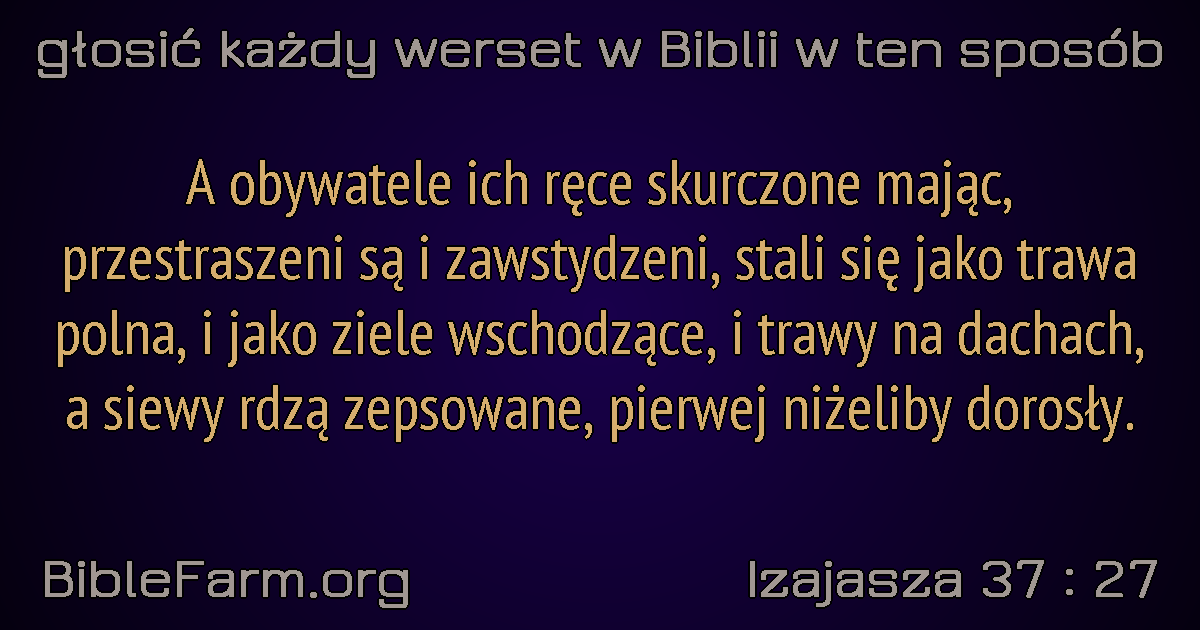 głosić każdy werset w Biblii w ten sposób
A obywatele ich ręce skurczone mając,
przestraszeni są i zawstydzeni, stali się jako trawa
polna, i jako ziele wschodzące, i trawy na dachach,
a siewy rdzą zepsowane, pierwej niżeliby dorosły.
BibleFarm.org
Izajasza 37 : 27